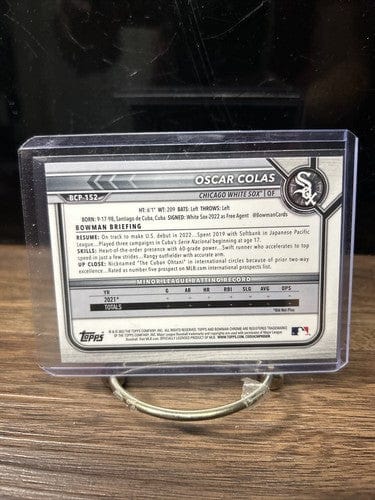 OSCAR COLAS
BCP-152
CHICAGO WHITE SOX® | OF
Sox
HT: 6'1" WT: 209 BATS: Left THROWS: Left
BORN: 9-17-98, Santiago de Cuba, Cuba SIGNED: White Sox 2022 as Free Agent @BowmanCards
BOWMAN BRIEFING
RESUME: On track to make U.S. debut in 2022...Spent 2019 with Softbank in Japanese Pacific
League...Played three campaigns in Cuba's Serie Nacional beginning at age 17.
SKILLS: Heart-of-the-order presence with 60-grade power...Swift runner who accelerates to top
speed in just a few strides...Rangy outfielder with accurate arm.
UP CLOSE: Nicknamed "The Cuban Ohtani" in international circles because of prior two-way
excellence...Rated as number five prospect on MLB.com international prospects list.
MINOR LEAGUE BATTING RECORD
YR G AB HR RBI SLG AVG OPS
2021* - - - - - - -
TOTALS - - - - - - -
*Did Not Play
TOPPS